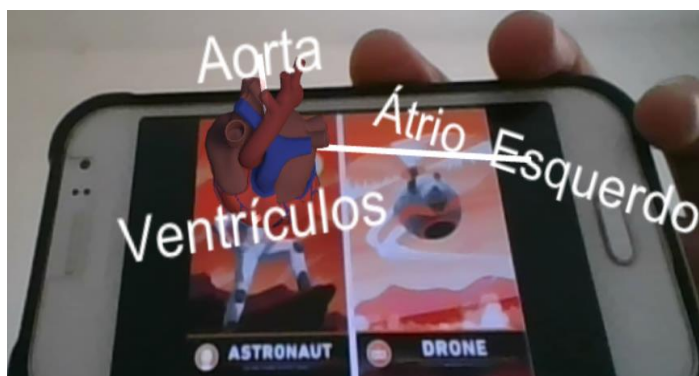 Aorta
Átrio Esquerdo
Ventrículos
ASTRONAUT
DRONE